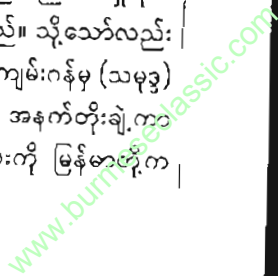 ည်။ သို့သော်လည်း
ကျမ်းဂန်မှ (သမုဒ္ဒ)
အနက်တိုးချဲ့ကာ
းကို မြန်မာတို့က
www.burmeseclassic.com